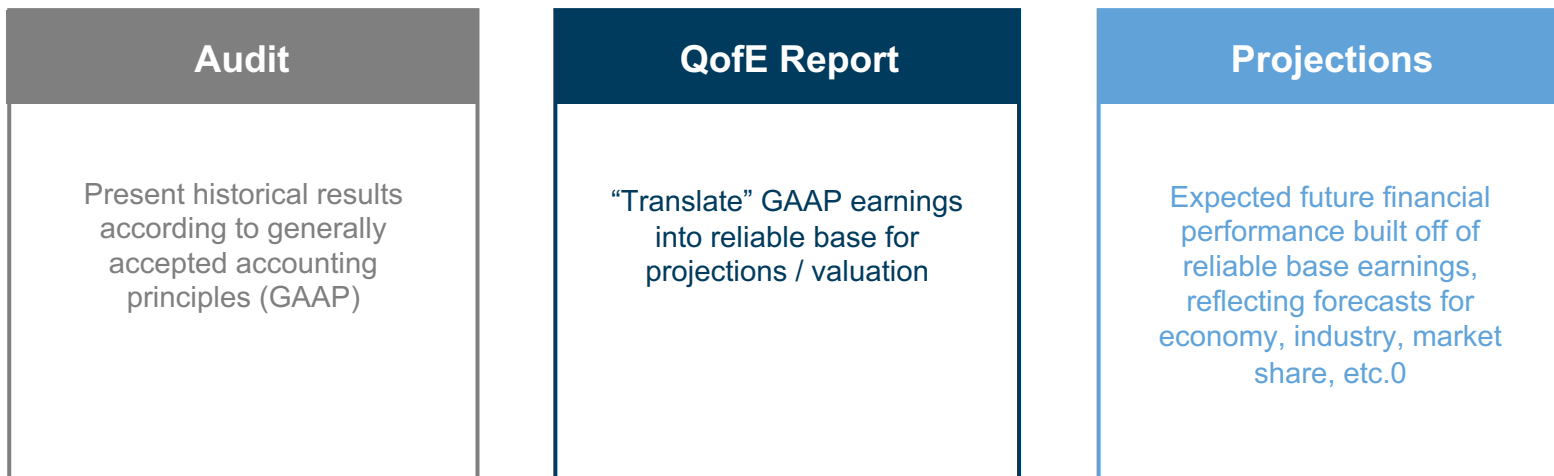 Audit
Present historical results
according to generally
accepted accounting
principles (GAAP)
QofE Report
“Translate” GAAP earnings
into reliable base for
projections / valuation
Projections
Expected future financial
performance built off of
reliable base earnings,
reflecting forecasts for
economy, industry, market
share, etc.0